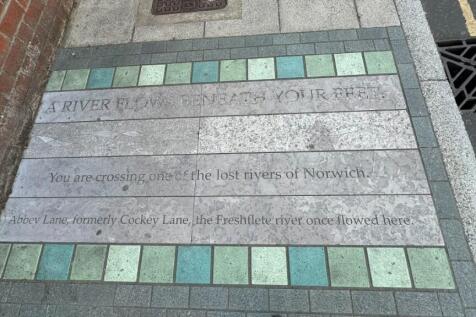 A RIVER FLOWS BENEATH YOUR FEET.
You are crossing one of the lost rivers of Norwich.
Abbey Lane, formerly Cockey Lane, the Freshflete river once flowed here.